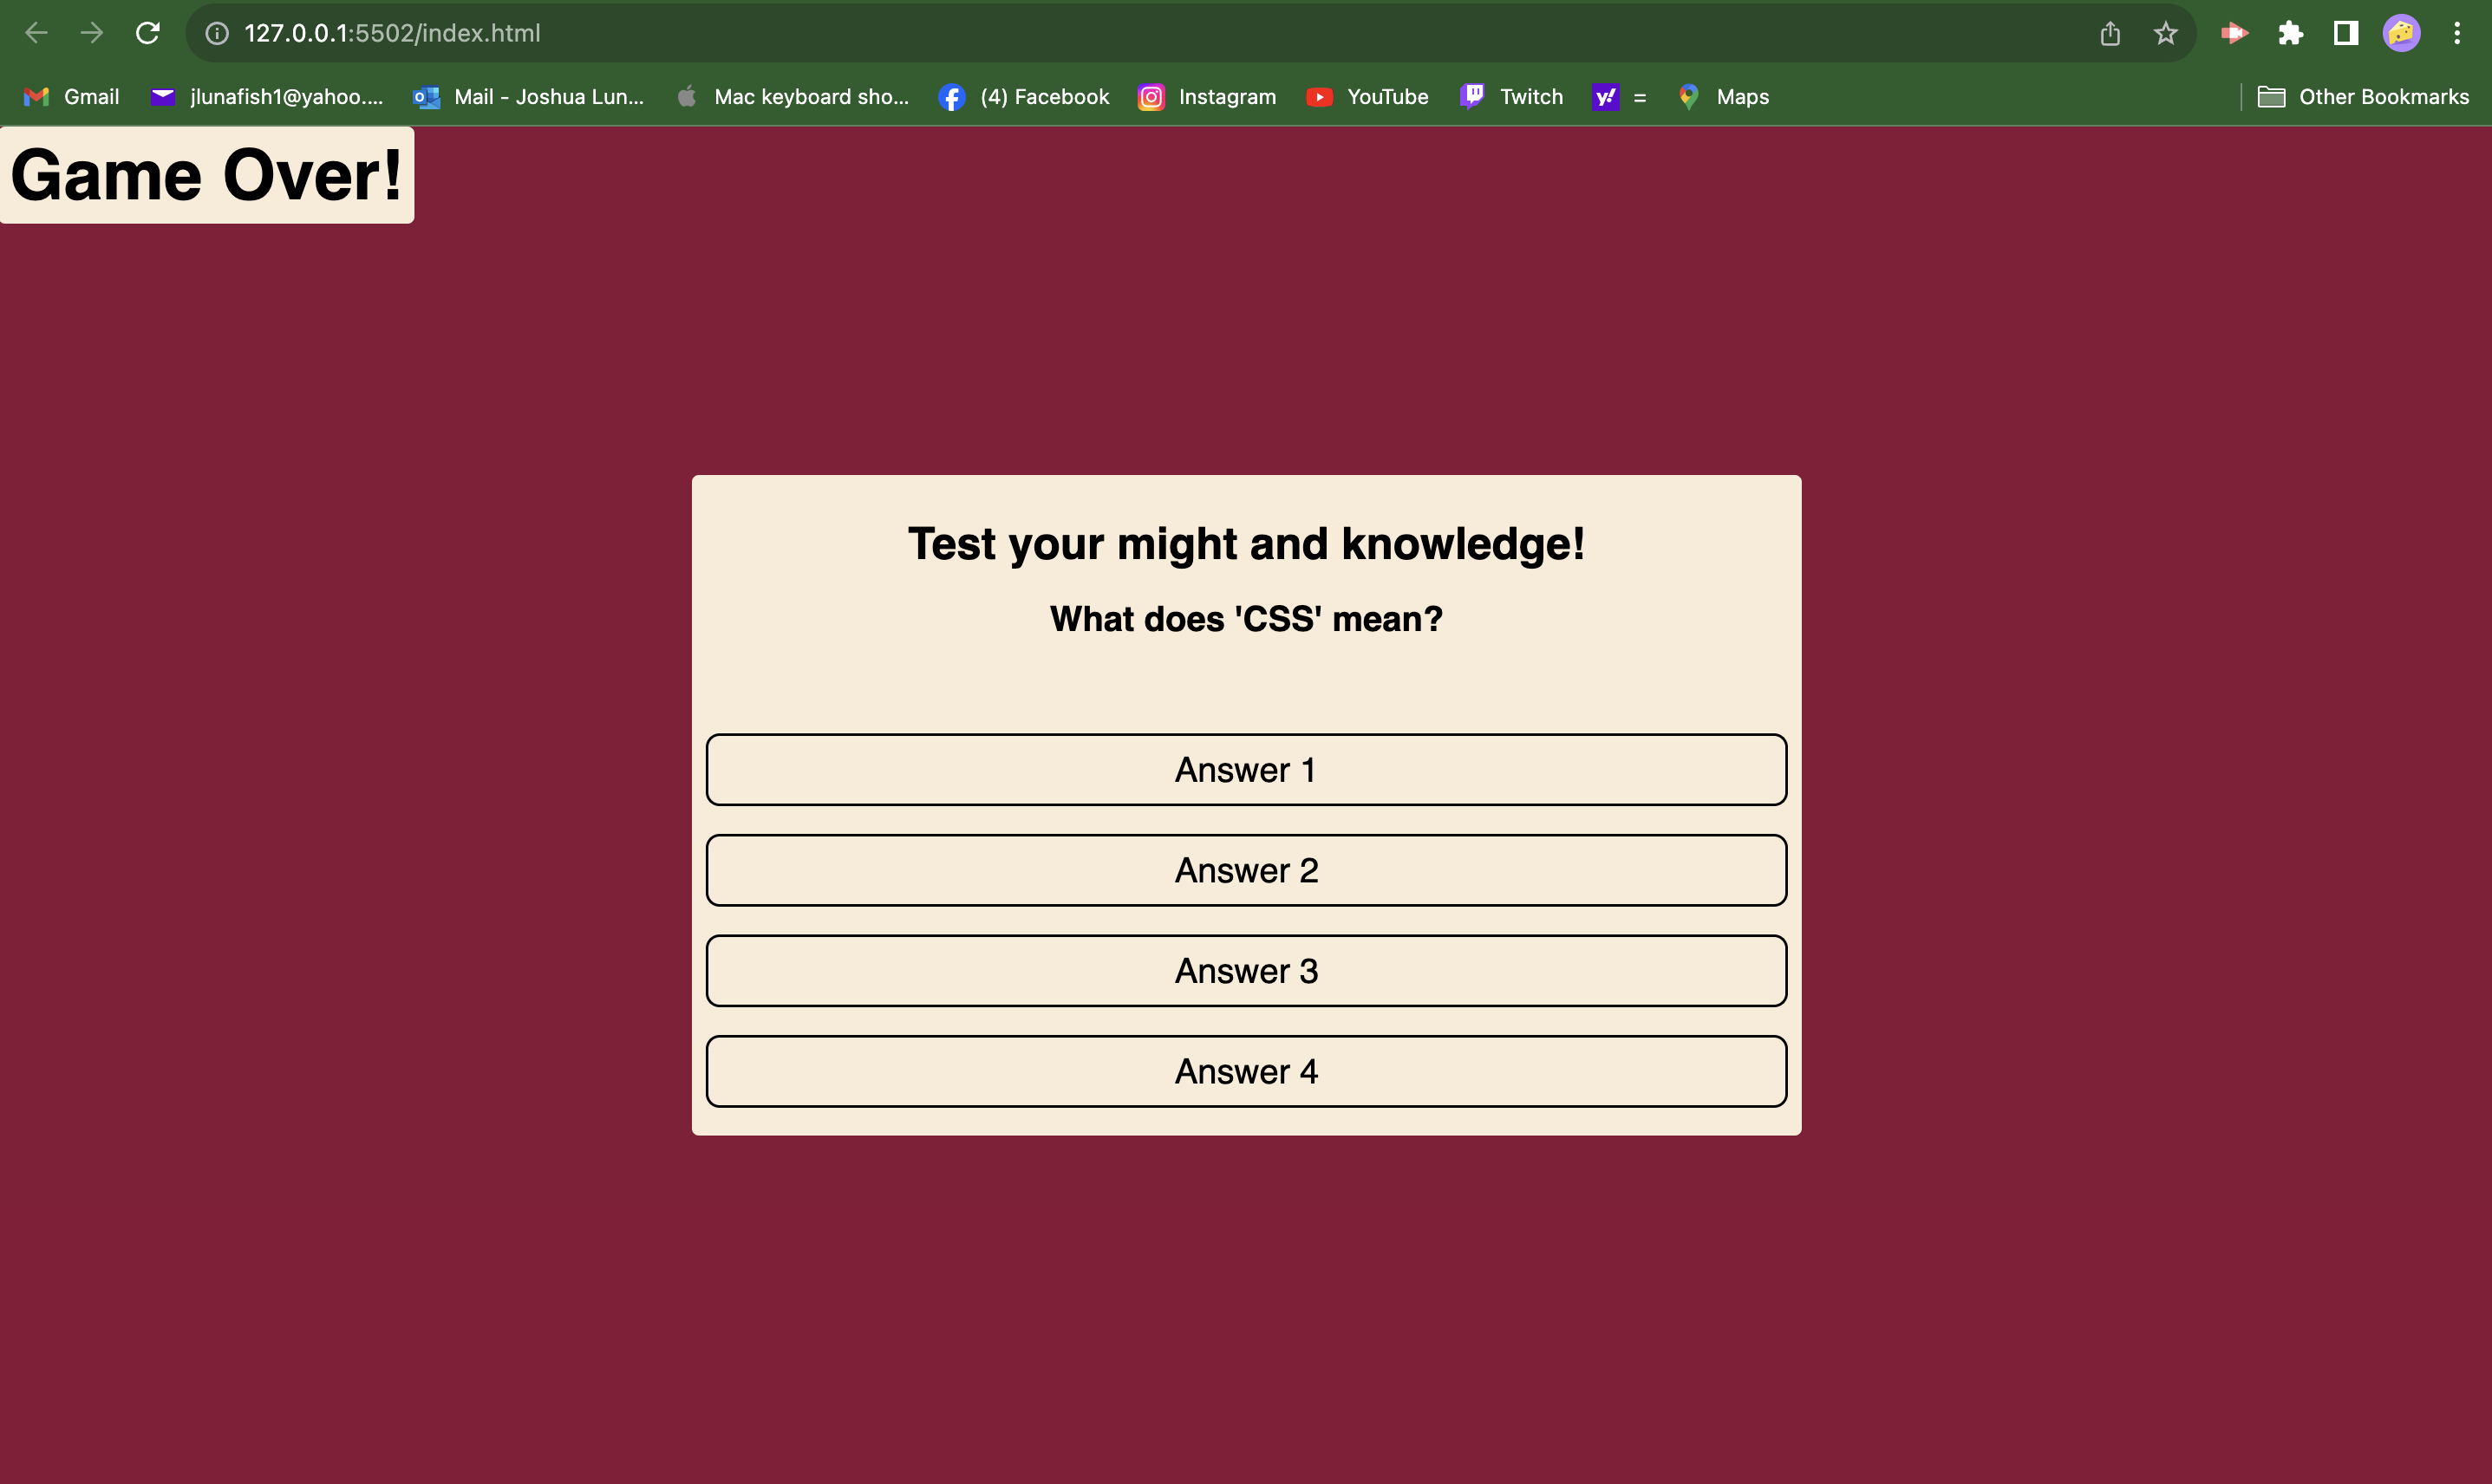 127.0.0.1:5502/index.html
Gmail jlunafish1@yahoo.... Mail - Joshua Lun... Mac keyboard sho... (4) Facebook Instagram YouTube Twitch y! = Maps Other Bookmarks
Game Over!
Test your might and knowledge!
What does 'CSS' mean?
Answer 1
Answer 2
Answer 3
Answer 4